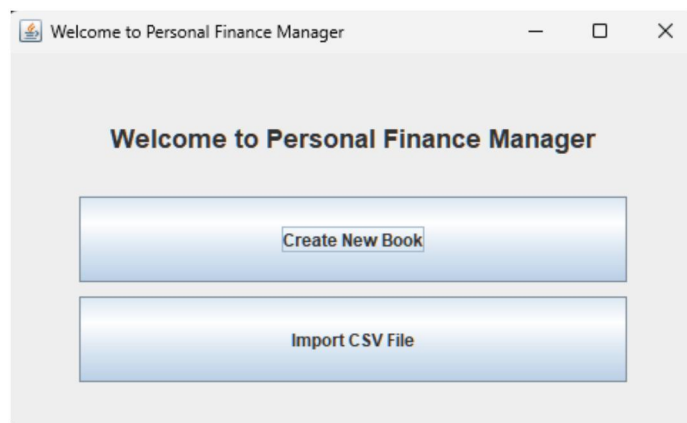 Welcome to Personal Finance Manager
Welcome to Personal Finance Manager
Create New Book
Import CSV File